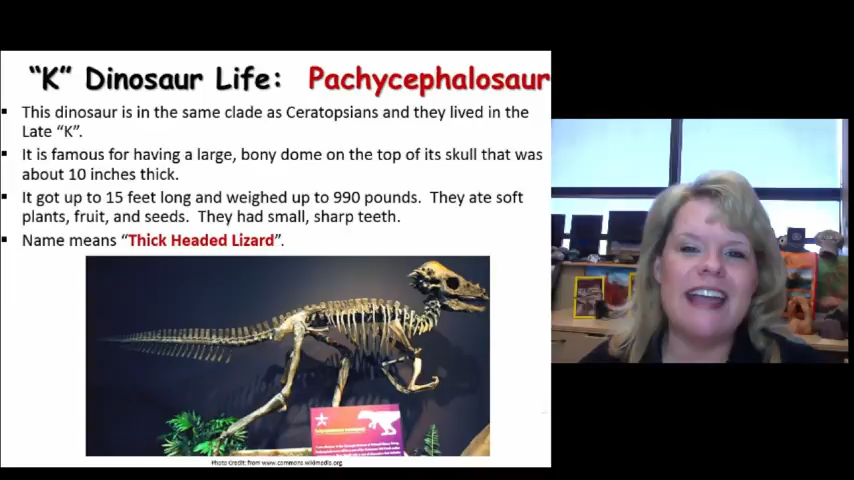 “K” Dinosaur Life: Pachycephalosaur
This dinosaur is in the same clade as Ceratopsians and they lived in the
Late “K”.
It is famous for having a large, bony dome on the top of its skull that was
about 10 inches thick.
It got up to 15 feet long and weighed up to 990 pounds. They ate soft
plants, fruit, and seeds. They had small, sharp teeth.
Name means “Thick Headed Lizard”.
Photo Credit: from www.commons.wikimedia.org